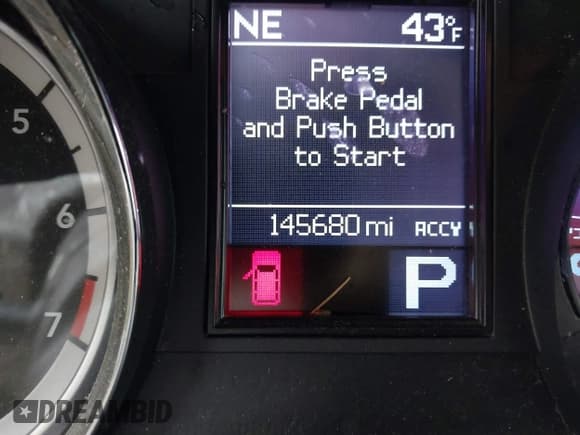 NE 43°F
Press
Brake Pedal
and Push Button
to Start
145680 mi ACCY
P
5
6
7
DREAMBID